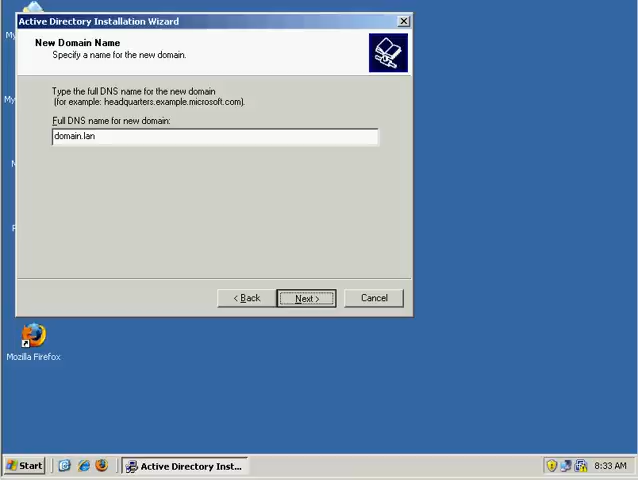 Active Directory Installation Wizard
New Domain Name
Specify a name for the new domain.
Type the full DNS name for the new domain
(for example: headquarters.example.microsoft.com).
Full DNS name for new domain:
domain.lan
< Back
Next >
Cancel
Mozilla Firefox
Start
Active Directory Inst...
8:33 AM